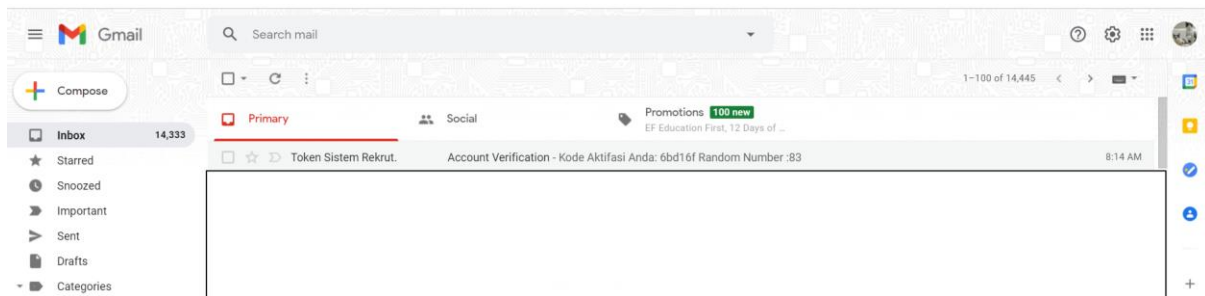 Gmail
Search mail
Compose
1-100 of 14,445
Primary
Social
Promotions 100 new
EF Education First, 12 Days of ...
Inbox 14,333
Starred
Token Sistem Rekrut. Account Verification - Kode Aktifasi Anda: 6bd16f Random Number :83 8:14 AM
Snoozed
Important
Sent
Drafts
Categories